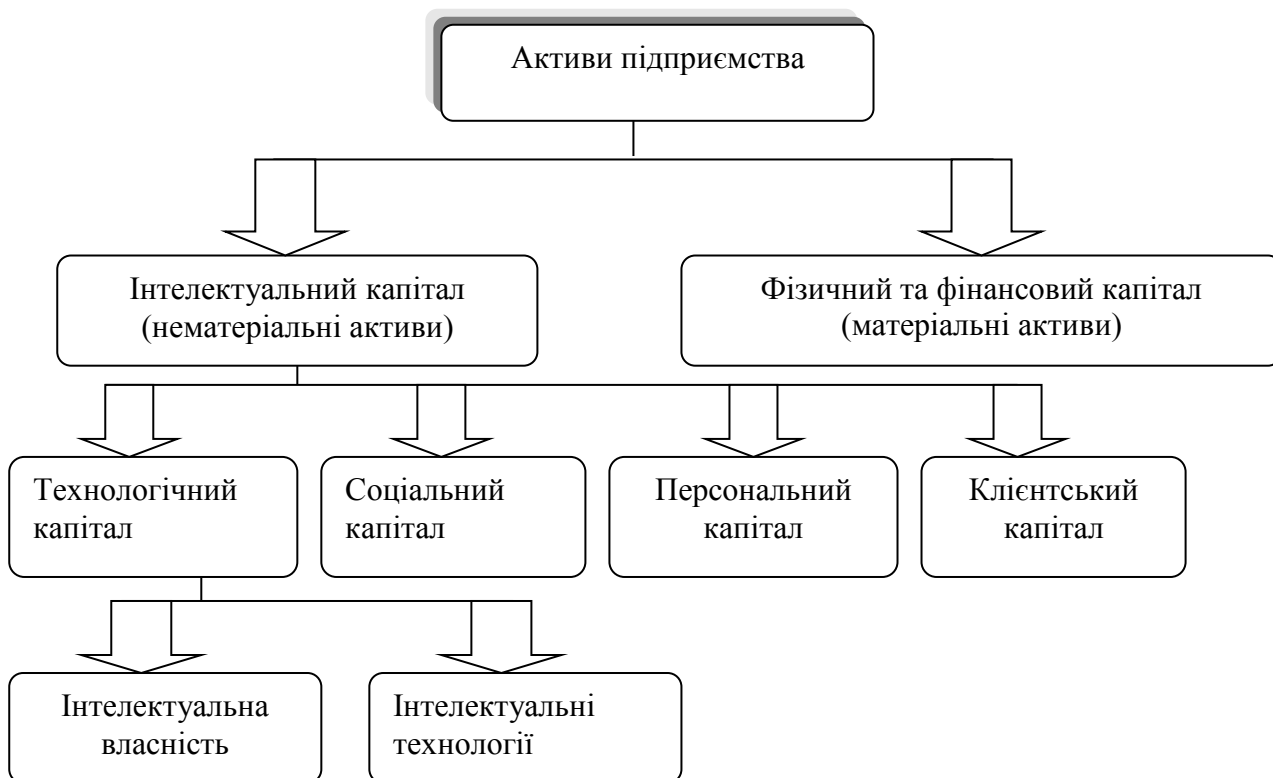 Активи підприємства
Інтелектуальний капітал
(нематеріальні активи)
Фізичний та фінансовий капітал
(матеріальні активи)
Технологічний
капітал
Соціальний
капітал
Персональний
капітал
Клієнтський
капітал
Інтелектуальна
власність
Інтелектуальні
технології